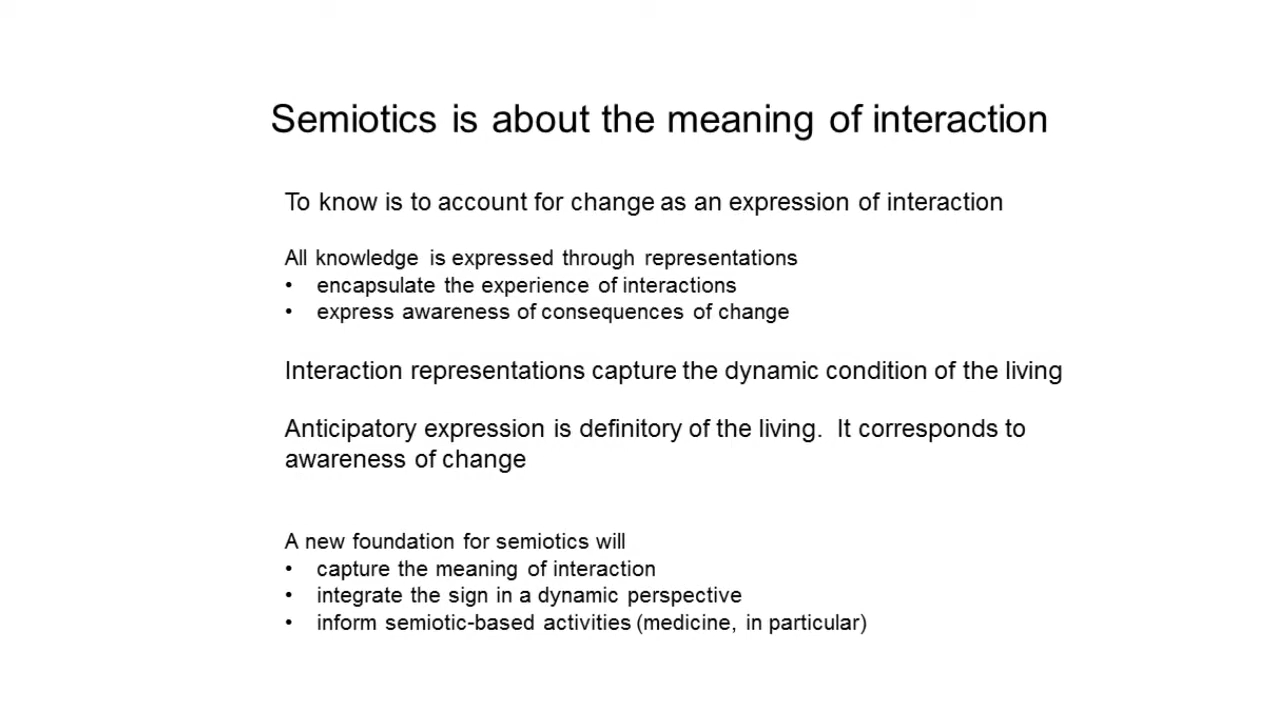 Semiotics is about the meaning of interaction
To know is to account for change as an expression of interaction
All knowledge is expressed through representations
• encapsulate the experience of interactions
• express awareness of consequences of change
Interaction representations capture the dynamic condition of the living
Anticipatory expression is definitory of the living. It corresponds to
awareness of change
A new foundation for semiotics will
• capture the meaning of interaction
• integrate the sign in a dynamic perspective
• inform semiotic-based activities (medicine, in particular)